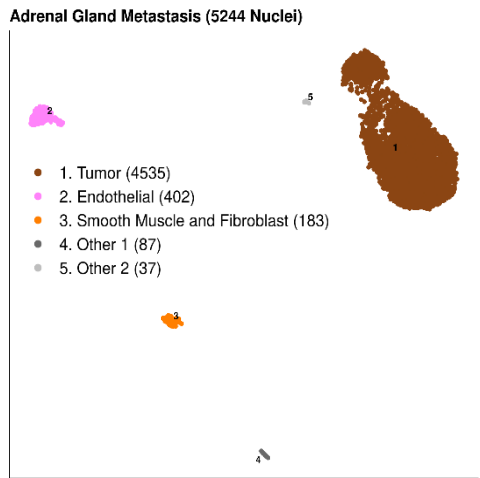 Adrenal Gland Metastasis (5244 Nuclei)
5
2
1
1. Tumor (4535)
2. Endothelial (402)
3. Smooth Muscle and Fibroblast (183)
4. Other 1 (87)
5. Other 2 (37)
3
4